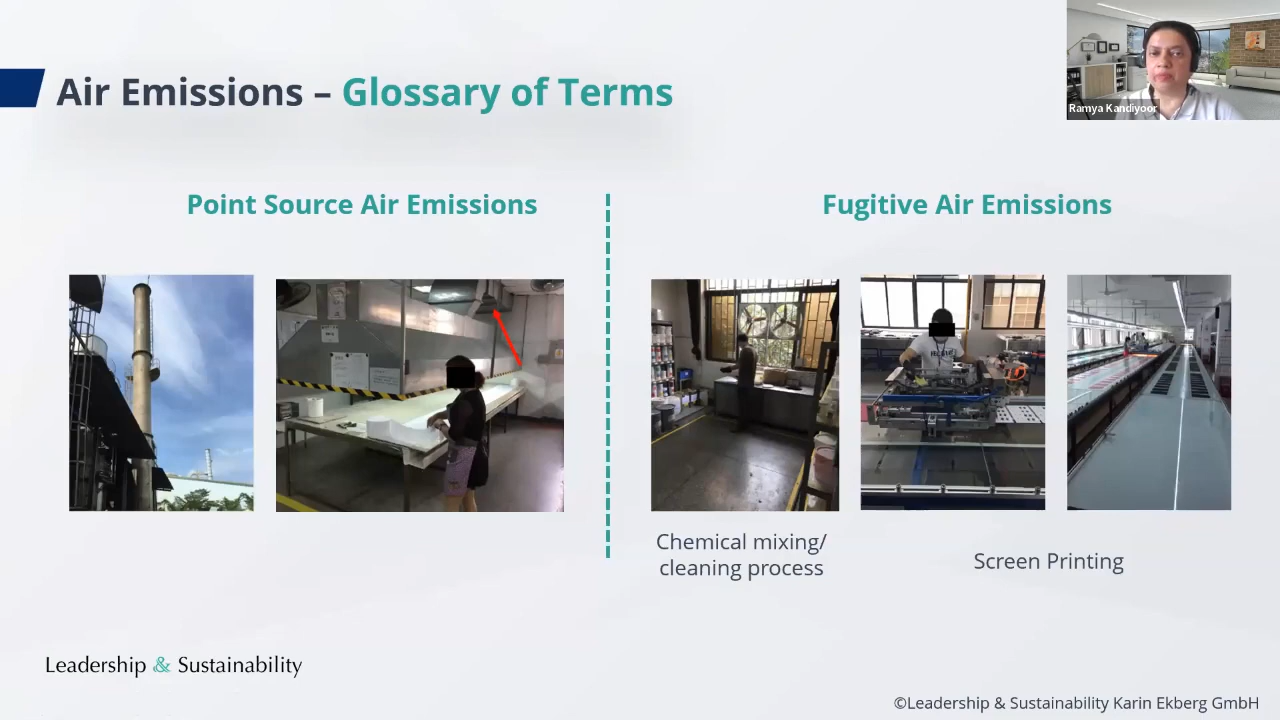 Air Emissions – Glossary of Terms
Ramya Kandiyoor
Point Source Air Emissions
Fugitive Air Emissions
Chemical mixing/
cleaning process
Screen Printing
Leadership & Sustainability
©Leadership & Sustainability Karin Ekberg GmbH